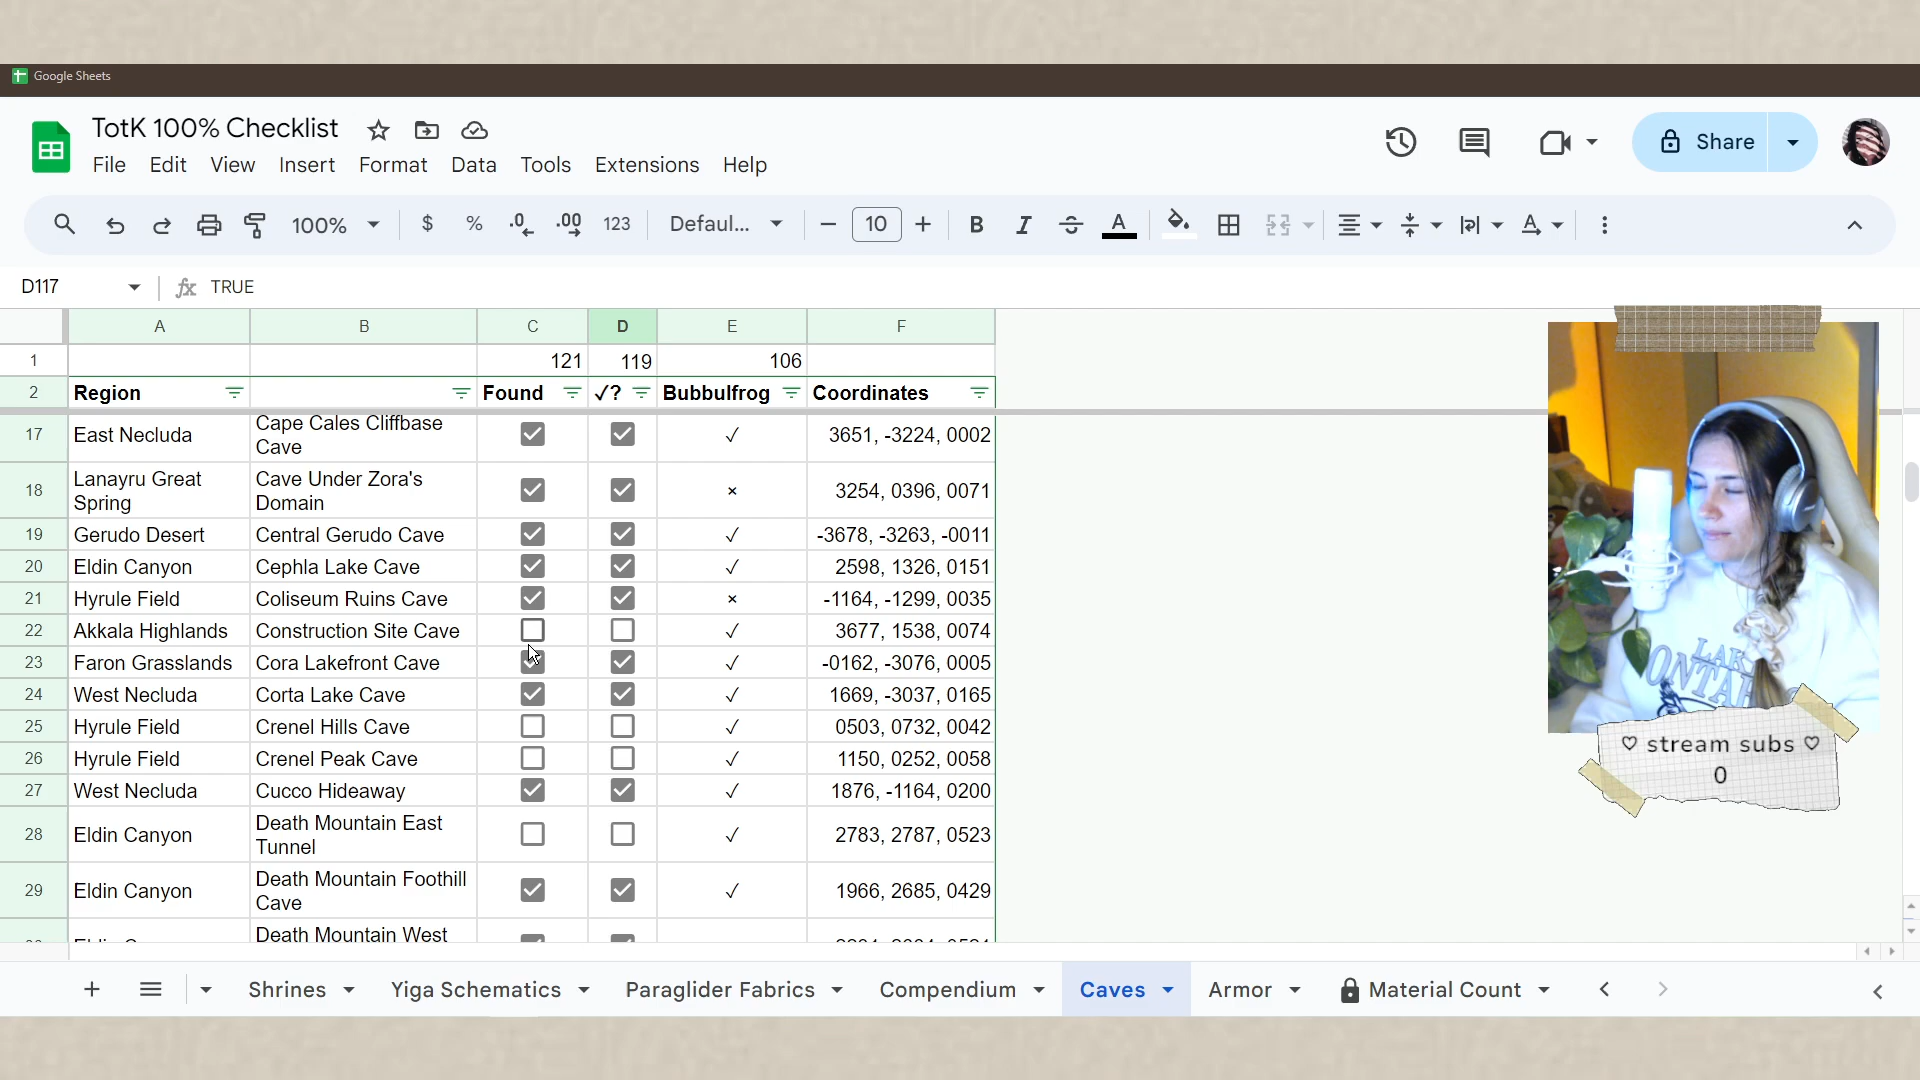 Google Sheets
TotK 100% Checklist
File Edit View Insert Format Data Tools Extensions Help
Share
100% $ % .0 .00 123 Defaul... 10 B I S A A
D117 fx TRUE
A B C D E F
1 121 119 106
2 Region Found ✓? Bubbulfrog Coordinates
17 East Necluda Cape Cales Cliffbase Cave ✓ 3651, -3224, 0002
18 Lanayru Great Spring Cave Under Zora's Domain × 3254, 0396, 0071
19 Gerudo Desert Central Gerudo Cave ✓ -3678, -3263, -0011
20 Eldin Canyon Cephla Lake Cave ✓ 2598, 1326, 0151
21 Hyrule Field Coliseum Ruins Cave × -1164, -1299, 0035
22 Akkala Highlands Construction Site Cave ✓ 3677, 1538, 0074
23 Faron Grasslands Cora Lakefront Cave ✓ -0162, -3076, 0005
24 West Necluda Corta Lake Cave ✓ 1669, -3037, 0165
25 Hyrule Field Crenel Hills Cave ✓ 0503, 0732, 0042
26 Hyrule Field Crenel Peak Cave ✓ 1150, 0252, 0058
27 West Necluda Cucco Hideaway ✓ 1876, -1164, 0200
28 Eldin Canyon Death Mountain East Tunnel ✓ 2783, 2787, 0523
29 Eldin Canyon Death Mountain Foothill Cave ✓ 1966, 2685, 0429
Death Mountain West
♡ stream subs ♡
0
Shrines Yiga Schematics Paraglider Fabrics Compendium Caves Armor Material Count